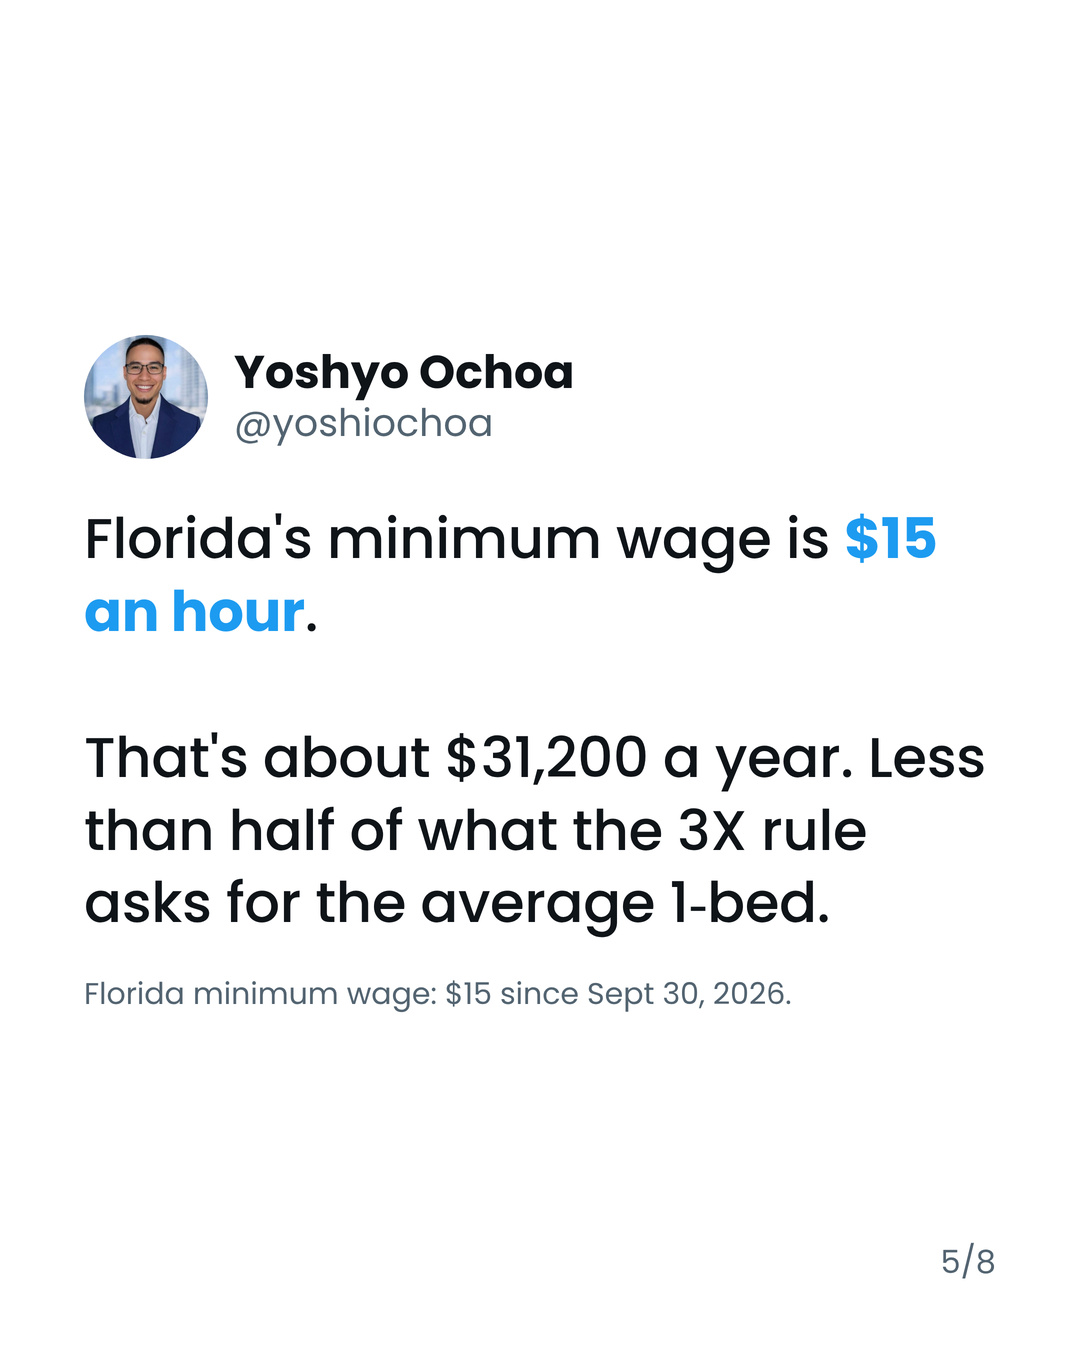 Yoshyo Ochoa
@yoshiochoa
Florida's minimum wage is $15
an hour.
That's about $31,200 a year. Less
than half of what the 3X rule
asks for the average 1-bed.
Florida minimum wage: $15 since Sept 30, 2026.
5/8